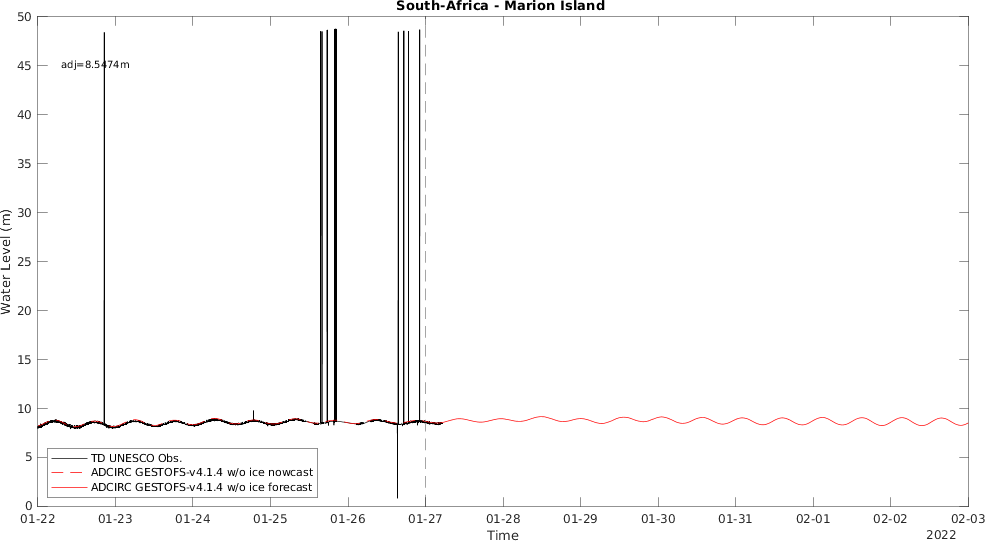 South-Africa - Marion Island
50
45
40
35
30
25
20
15
10
5
0
Water Level (m)
adj=8.5474m
TD UNESCO Obs.
ADCIRC GESTOFS-v4.1.4 w/o ice nowcast
ADCIRC GESTOFS-v4.1.4 w/o ice forecast
01-22 01-23 01-24 01-25 01-26 01-27 01-28 01-29 01-30 01-31 02-01 02-02 02-03
Time
2022